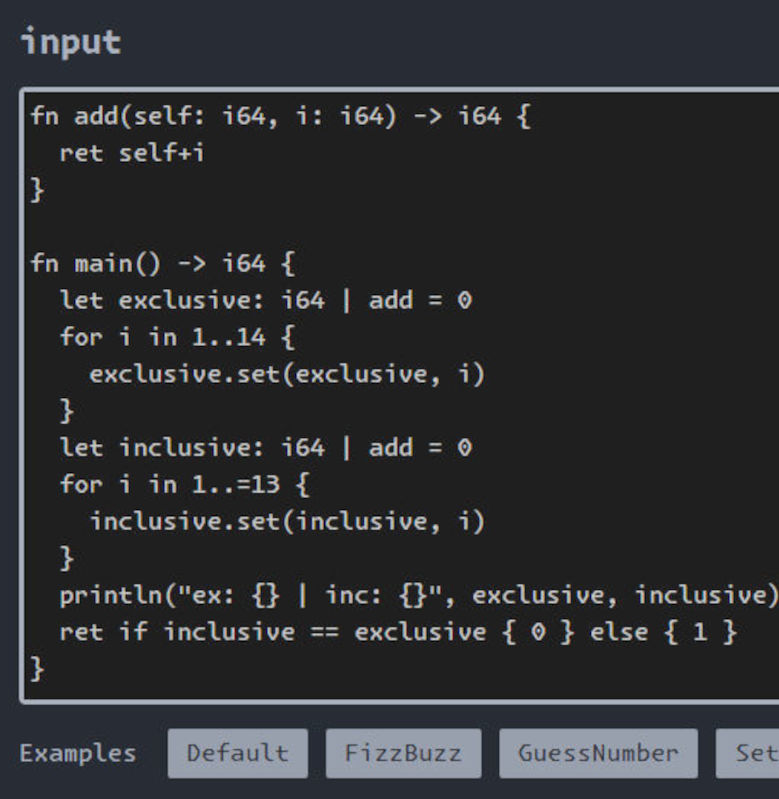 input
fn add(self: i64, i: i64) -> i64 {
  ret self+i
}

fn main() -> i64 {
  let exclusive: i64 | add = 0
  for i in 1..14 {
    exclusive.set(exclusive, i)
  }
  let inclusive: i64 | add = 0
  for i in 1..=13 {
    inclusive.set(inclusive, i)
  }
  println("ex: {} | inc: {}", exclusive, inclusive)
  ret if inclusive == exclusive { 0 } else { 1 }
}
Examples Default FizzBuzz GuessNumber Set